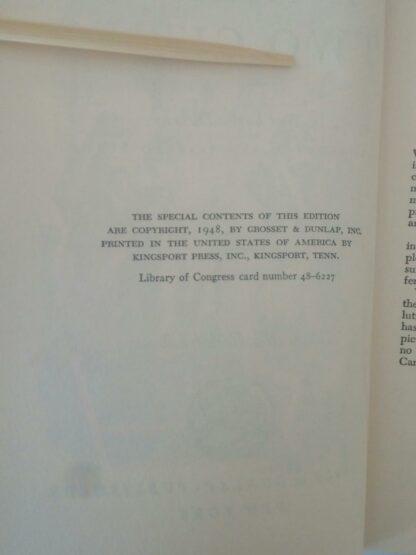 THE SPECIAL CONTENTS OF THIS EDITION
ARE COPYRIGHT, 1948, BY GROSSET & DUNLAP, INC.
PRINTED IN THE UNITED STATES OF AMERICA BY
KINGSPORT PRESS, INC., KINGSPORT, TENN.
Library of Congress card number 48-6227